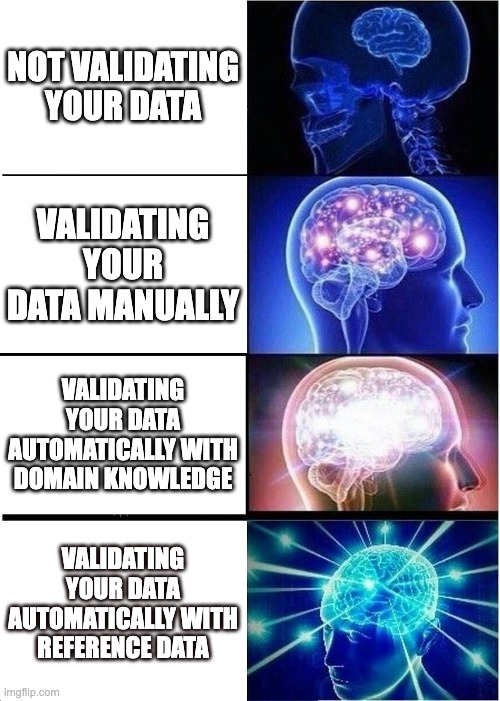 NOT VALIDATING
YOUR DATA
VALIDATING
YOUR
DATA MANUALLY
VALIDATING
YOUR DATA
AUTOMATICALLY WITH
DOMAIN KNOWLEDGE
VALIDATING
YOUR DATA
AUTOMATICALLY WITH
REFERENCE DATA
imgflip.com